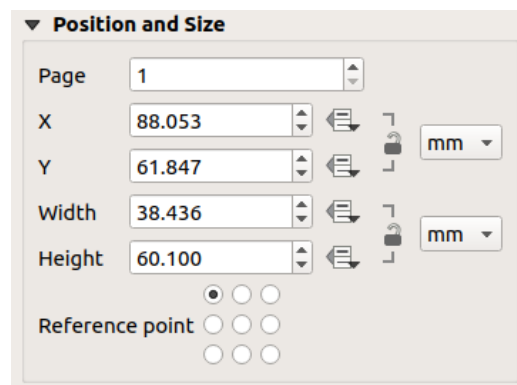 Position and Size
Page 1
X 88.053
mm
Y 61.847
Width 38.436
mm
Height 60.100
Reference point